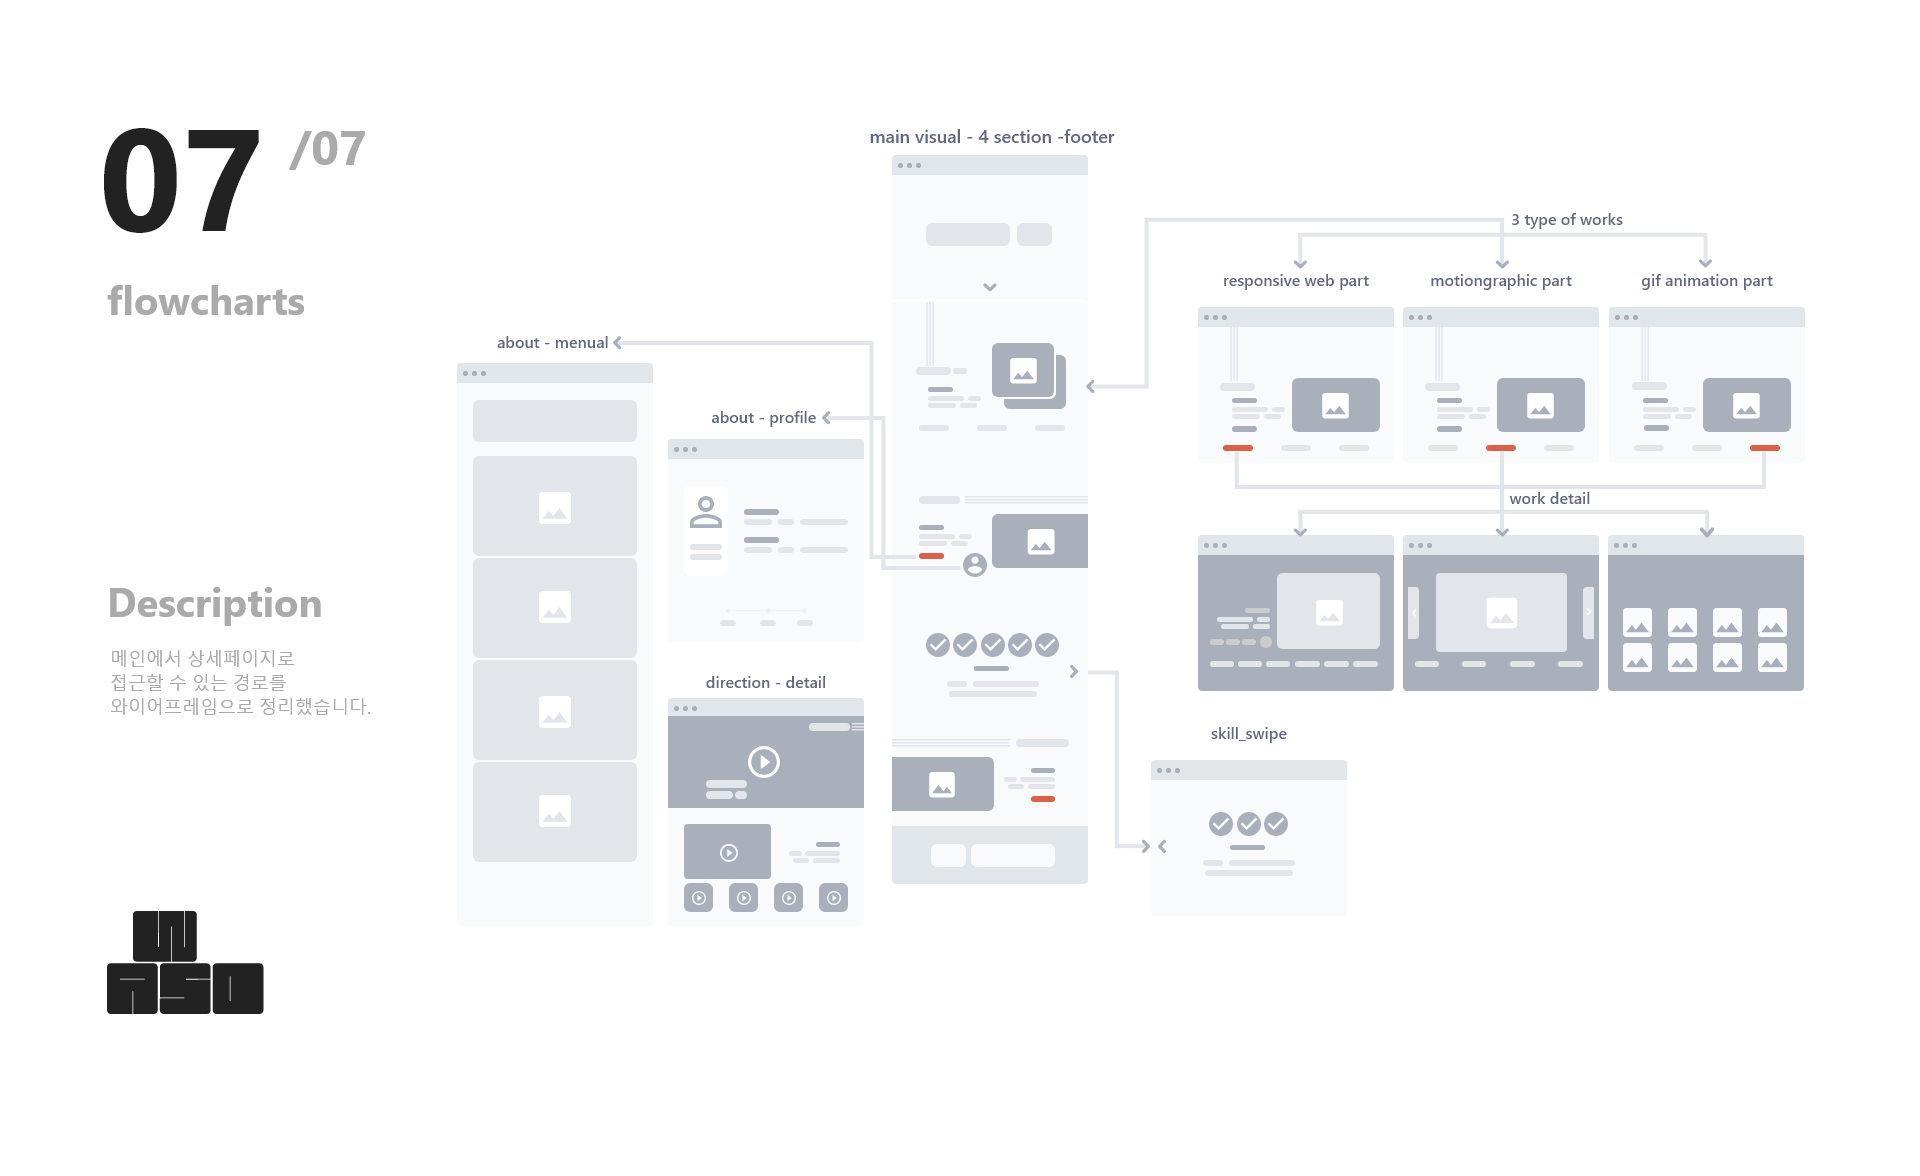 07 /07
flowcharts
Description
메인에서 상세페이지로
접근할 수 있는 경로를
와이어프레임으로 정리했습니다.
WASO
main visual - 4 section -footer
about - menual
about - profile
direction - detail
3 type of works
responsive web part
motiongraphic part
gif animation part
work detail
skill_swipe